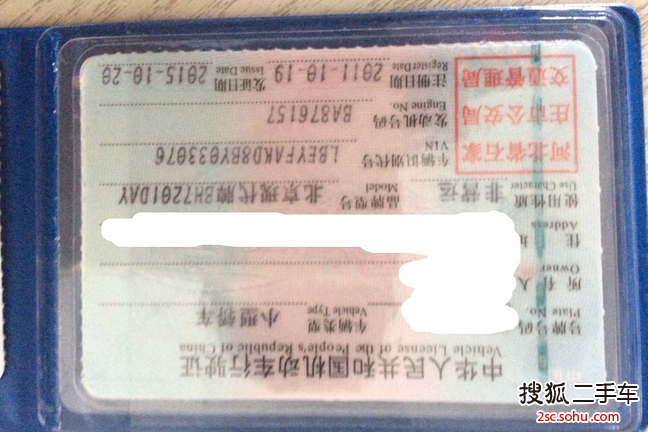 中华人民共和国机动车行驶证
Vehicle License of the People's Republic of China
号牌号码 Plate No. 车辆类型 Vehicle Type 小型轿车
所有人 Owner
住 Address
使用性质 Use Character 非营运 品牌型号 Model 北京现代牌BH7201DAY
河北省石家庄市公安局交通管理局
车辆识别代号 VIN LBEYFAKD8BY033076
发动机号码 Engine No. BA876157
注册日期 Register Date 2011-10-19 发证日期 Issue Date 2015-10-20
搜狐二手车
2sc.sohu.com